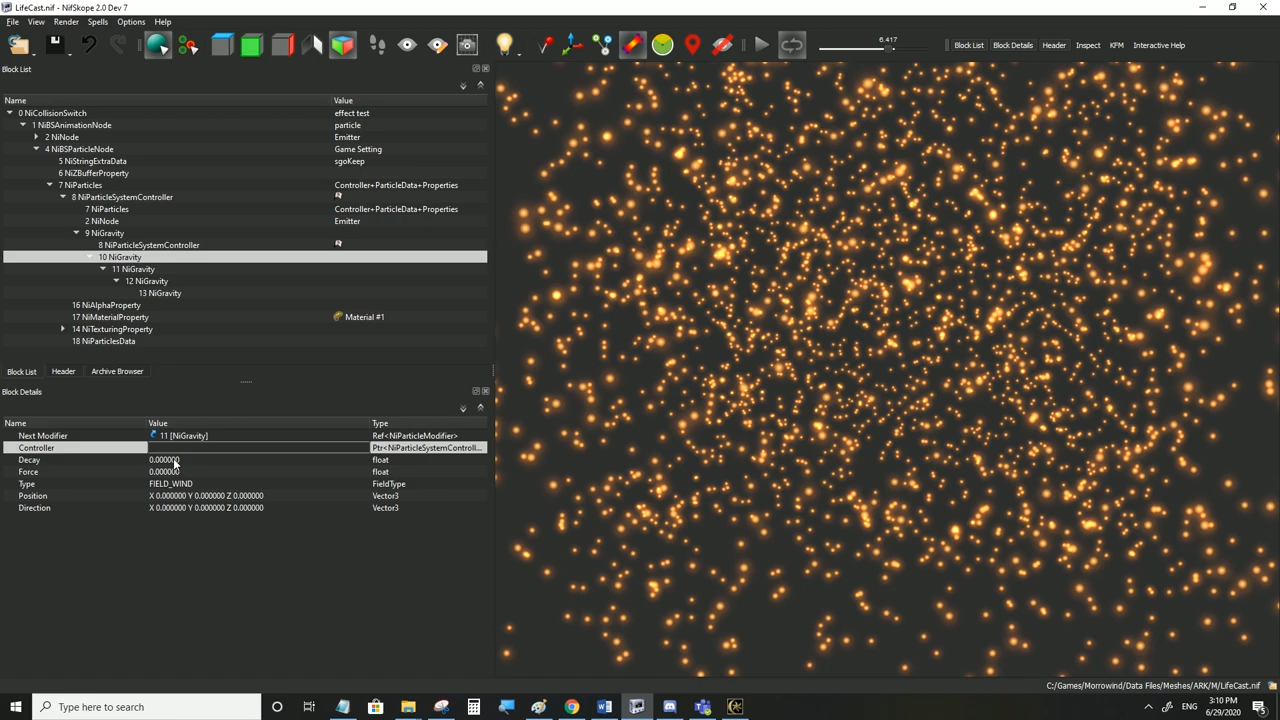 LifeCast.nif - NifSkope 2.0 Dev 7
File View Render Spells Options Help
6.417
Block List Block Details Header Inspect KFM Interactive Help
Block List
Name Value
0 NiCollisionSwitch effect test
1 NiBSAnimationNode particle
2 NiNode Emitter
4 NiBSParticleNode Game Setting
5 NiStringExtraData sgoKeep
6 NiZBufferProperty
7 NiParticles Controller+ParticleData+Properties
8 NiParticleSystemController
7 NiParticles Controller+ParticleData+Properties
2 NiNode Emitter
9 NiGravity
8 NiParticleSystemController
10 NiGravity
11 NiGravity
12 NiGravity
13 NiGravity
16 NiAlphaProperty
17 NiMaterialProperty Material #1
14 NiTexturingProperty
18 NiParticlesData
Block List Header Archive Browser
Block Details
Name Value Type
Next Modifier 11 [NiGravity] Ref<NiParticleModifier>
Controller Ptr<NiParticleSystemControll...
Decay 0.000000 float
Force 0.000000 float
Type FIELD_WIND FieldType
Position X 0.000000 Y 0.000000 Z 0.000000 Vector3
Direction X 0.000000 Y 0.000000 Z 0.000000 Vector3
C:/Games/Morrowind/Data Files/Meshes/ARK/M/LifeCast.nif
Type here to search
ENG
3:10 PM
6/29/2020
5